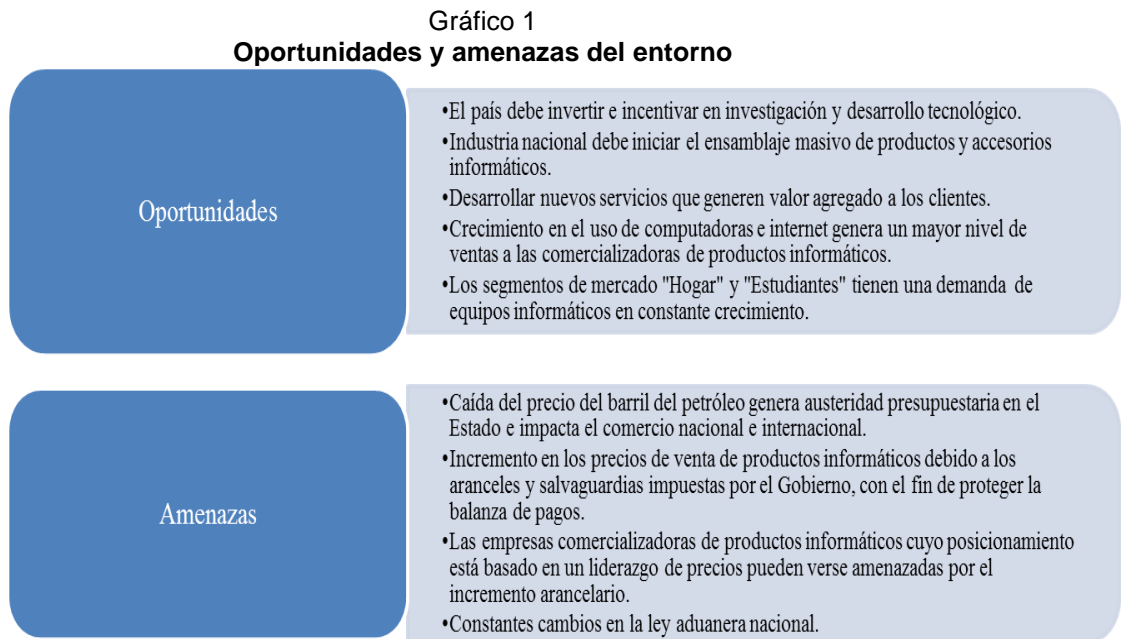 Gráfico 1
Oportunidades y amenazas del entorno
Oportunidades
•El país debe invertir e incentivar en investigación y desarrollo tecnológico.
•Industria nacional debe iniciar el ensamblaje masivo de productos y accesorios
informáticos.
•Desarrollar nuevos servicios que generen valor agregado a los clientes.
•Crecimiento en el uso de computadoras e internet genera un mayor nivel de
ventas a las comercializadoras de productos informáticos.
•Los segmentos de mercado "Hogar" y "Estudiantes" tienen una demanda de
equipos informáticos en constante crecimiento.
Amenazas
•Caída del precio del barril del petróleo genera austeridad presupuestaria en el
Estado e impacta el comercio nacional e internacional.
•Incremento en los precios de venta de productos informáticos debido a los
aranceles y salvaguardias impuestas por el Gobierno, con el fin de proteger la
balanza de pagos.
•Las empresas comercializadoras de productos informáticos cuyo posicionamiento
está basado en un liderazgo de precios pueden verse amenazadas por el
incremento arancelario.
•Constantes cambios en la ley aduanera nacional.